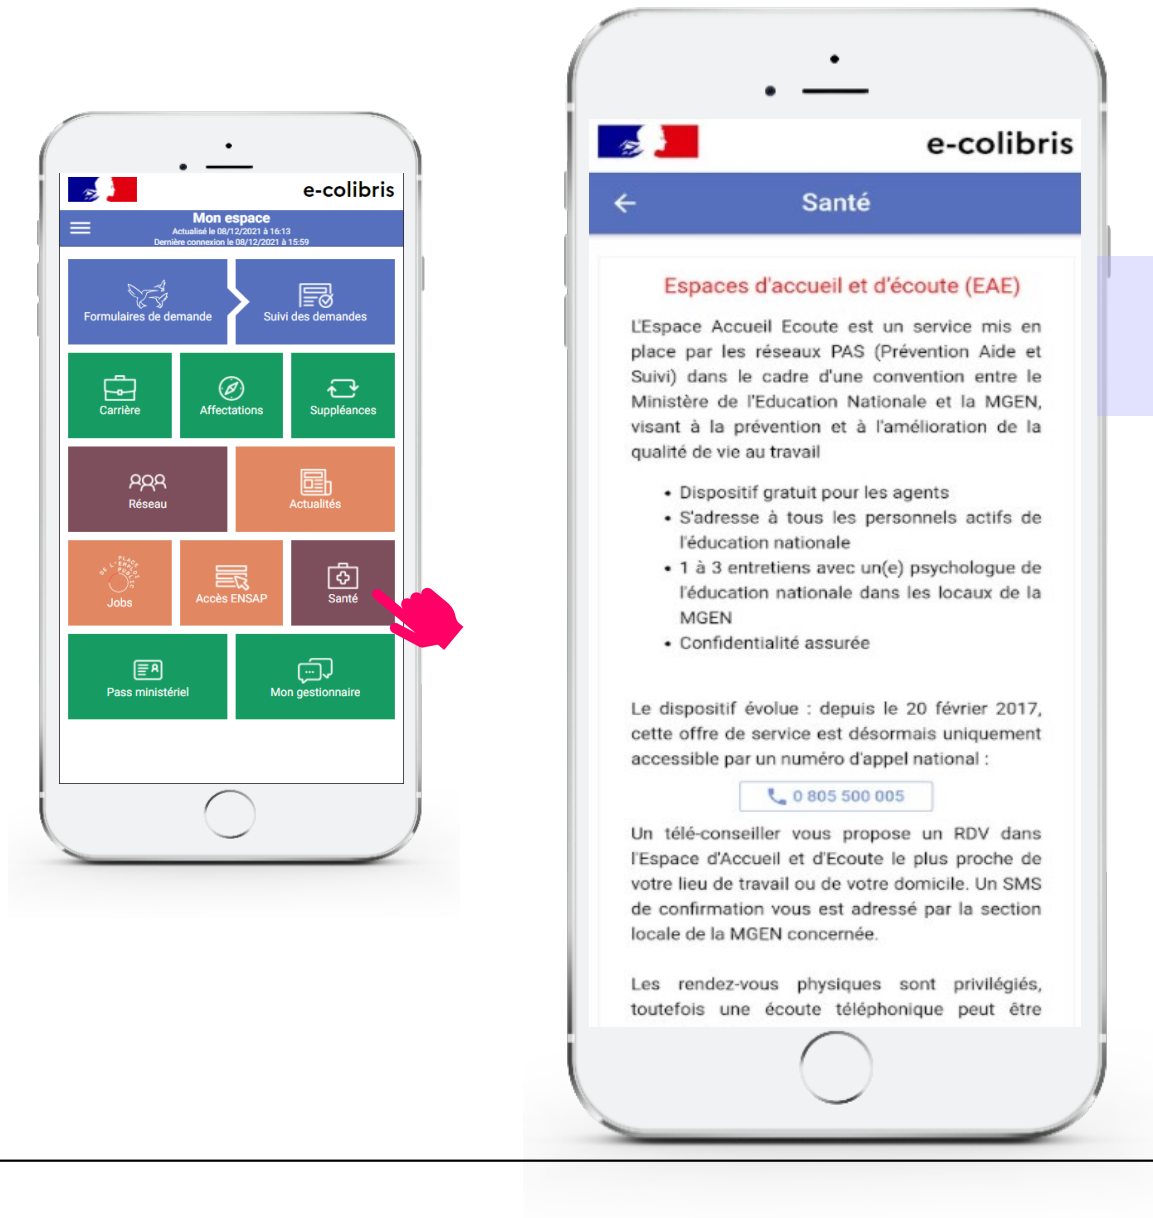 e-colibris
Mon espace
Actualisé le 08/12/2021 à 16:13
Dernière connexion le 08/12/2021 à 15:59
Formulaires de demande
Suivi des demandes
Carrière
Affectations
Suppléances
Réseau
Actualités
PLACE
DE L'EMPLOI
PUBLIC
Jobs
Accès ENSAP
Santé
Pass ministériel
Mon gestionnaire
e-colibris
Santé
Espaces d'accueil et d'écoute (EAE)
L'Espace Accueil Ecoute est un service mis en
place par les réseaux PAS (Prévention Aide et
Suivi) dans le cadre d'une convention entre le
Ministère de l'Education Nationale et la MGEN,
visant à la prévention et à l'amélioration de la
qualité de vie au travail
• Dispositif gratuit pour les agents
• S'adresse à tous les personnels actifs de
l'éducation nationale
• 1 à 3 entretiens avec un(e) psychologue de
l'éducation nationale dans les locaux de la
MGEN
• Confidentialité assurée
Le dispositif évolue : depuis le 20 février 2017,
cette offre de service est désormais uniquement
accessible par un numéro d'appel national :
0 805 500 005
Un télé-conseiller vous propose un RDV dans
l'Espace d'Accueil et d'Ecoute le plus proche de
votre lieu de travail ou de votre domicile. Un SMS
de confirmation vous est adressé par la section
locale de la MGEN concernée.
Les rendez-vous physiques sont privilégiés,
toutefois une écoute téléphonique peut être